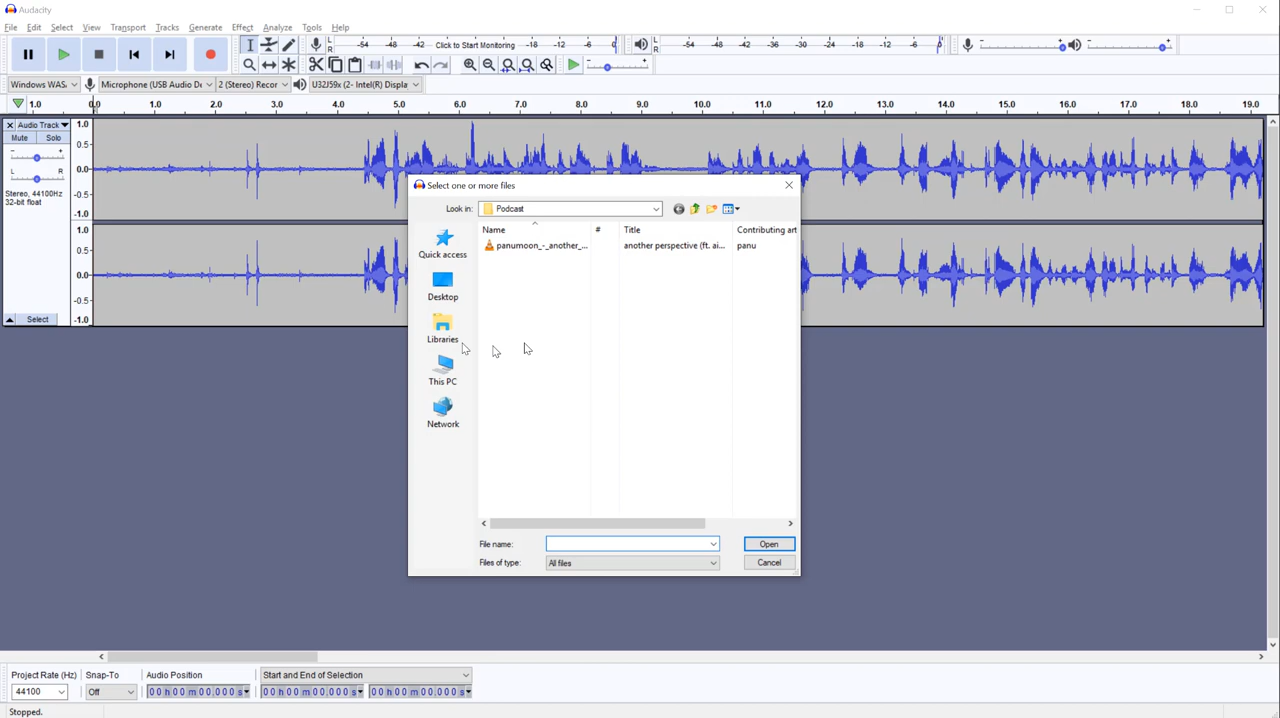 Audacity
File Edit Select View Transport Tracks Generate Effect Analyze Tools Help
-54 -48 -42 Click to Start Monitoring -18 -12 -6 0
L R -54 -48 -42 -36 -30 -24 -18 -12 -6 0
Windows WAS Microphone (USB Audio De 2 (Stereo) Recor U32J59x (2- Intel(R) Displa
1.0 0.0 1.0 2.0 3.0 4.0 5.0 6.0 7.0 8.0 9.0 10.0 11.0 12.0 13.0 14.0 15.0 16.0 17.0 18.0 19.0
Audio Track 1.0
Mute Solo
0.5
- +
0.0
L R
Stereo, 44100Hz
32-bit float
-0.5
-1.0
1.0
0.5
0.0
-0.5
Select -1.0
Select one or more files
Look in: Podcast
Name # Title Contributing art
panumoon_-_another_... another perspective (ft. ai... panu
Quick access
Desktop
Libraries
This PC
Network
File name: Open
Files of type: All files Cancel
Project Rate (Hz) Snap-To Audio Position Start and End of Selection
44100 Off 00 h 00 m 00.000 s 00 h 00 m 00.000 s 00 h 00 m 00.000 s
Stopped.